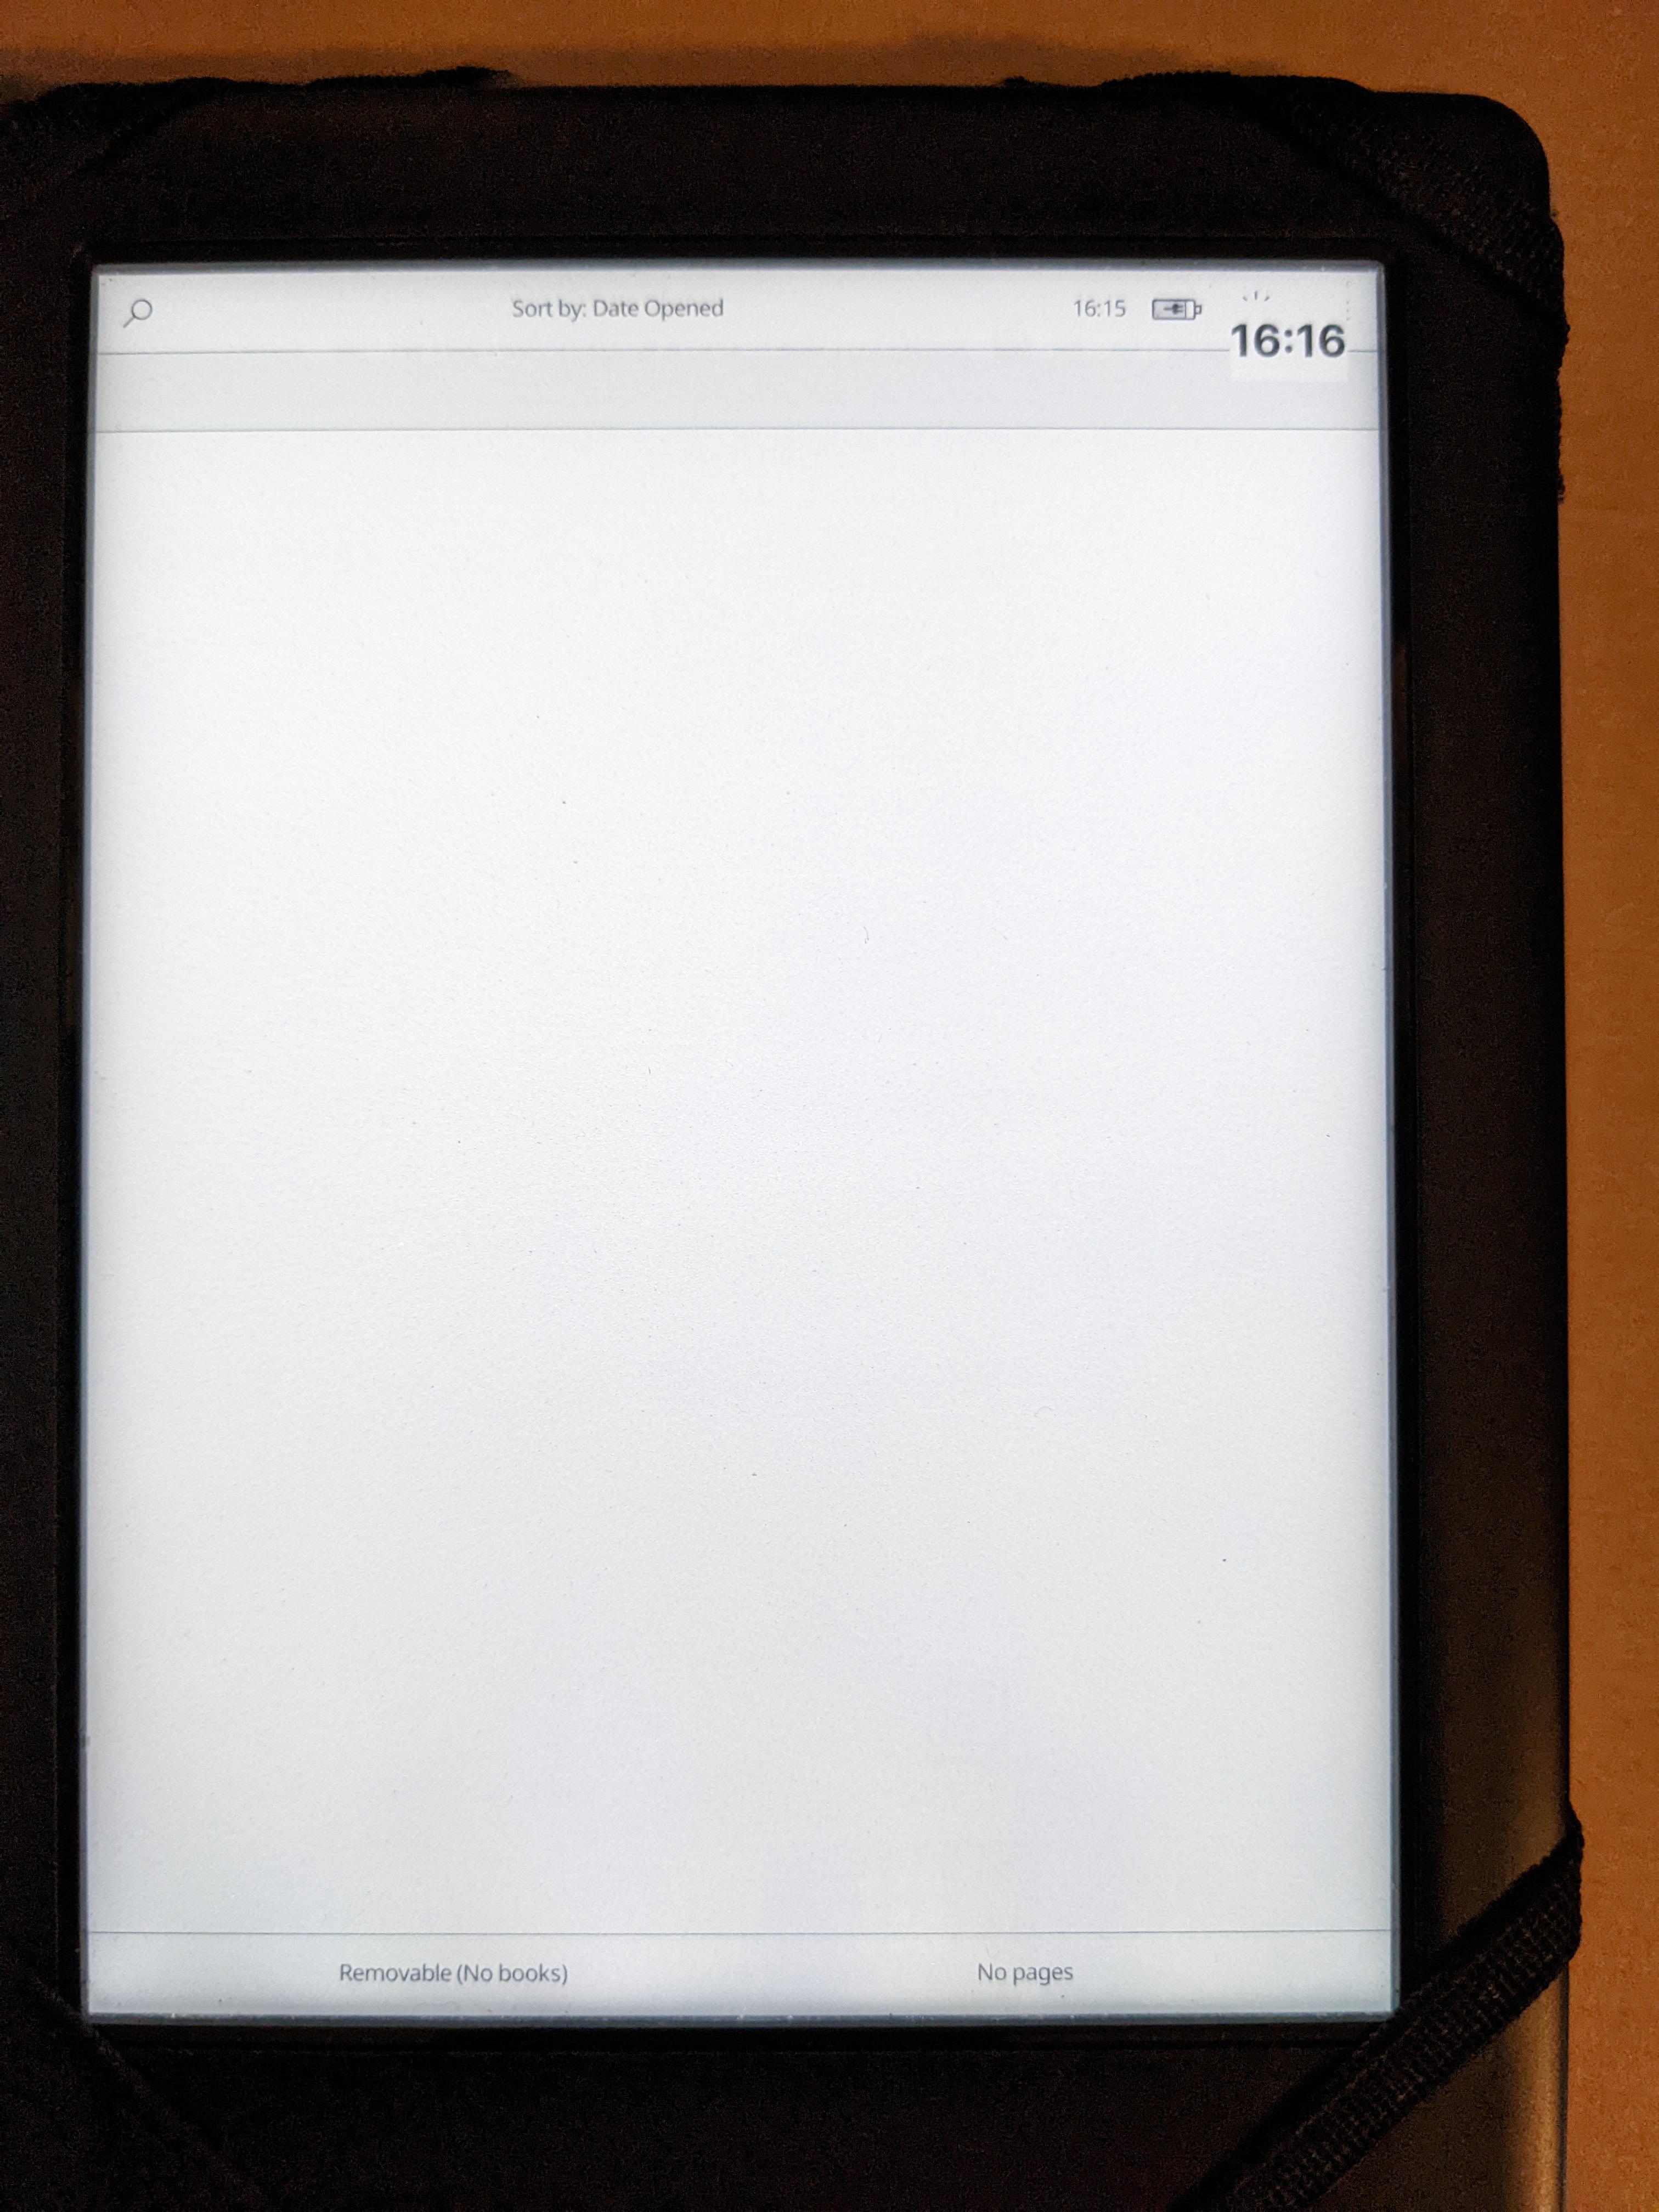 Sort by: Date Opened
16:15
16:16
Removable (No books)
No pages